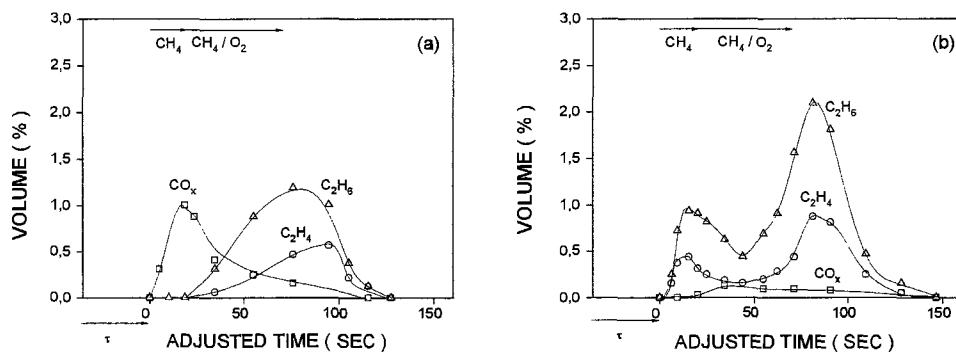 3,0
CH4 CH4 / O2
(a)
2,5
2,0
1,5
1,0
0,5
0,0
VOLUME ( % )
COx
C2H6
C2H4
0 50 100 150
τ
ADJUSTED TIME ( SEC )
3,0
CH4 CH4 / O2
(b)
2,5
2,0
1,5
1,0
0,5
0,0
VOLUME ( % )
C2H6
C2H4
COx
0 50 100 150
τ
ADJUSTED TIME ( SEC )